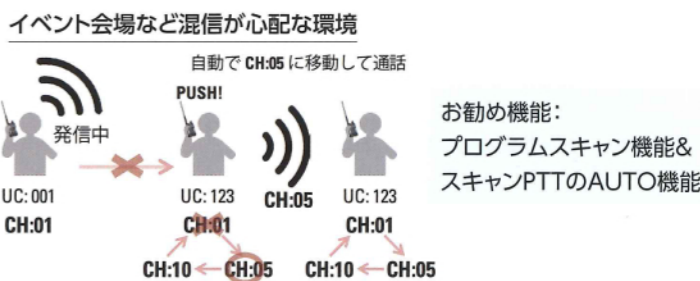 イベント会場など混信が心配な環境
自動で CH:05 に移動して通話
PUSH!
発信中
UC: 001
CH:01
UC: 123
CH:01
CH:05
UC: 123
CH:01
CH:10
CH:05
CH:10
CH:05
お勧め機能：
プログラムスキャン機能&
スキャンPTTのAUTO機能